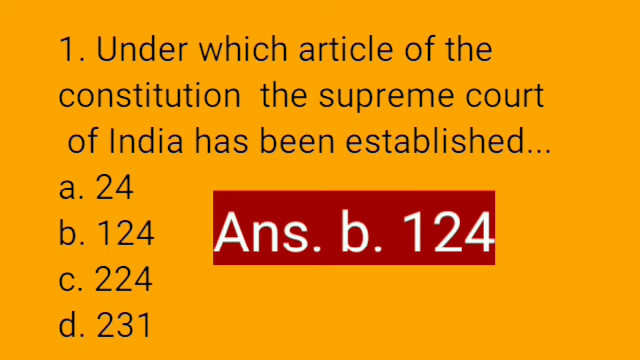 1. Under which article of the
constitution the supreme court
of India has been established...
a. 24
b. 124
Ans. b. 124
c. 224
d. 231